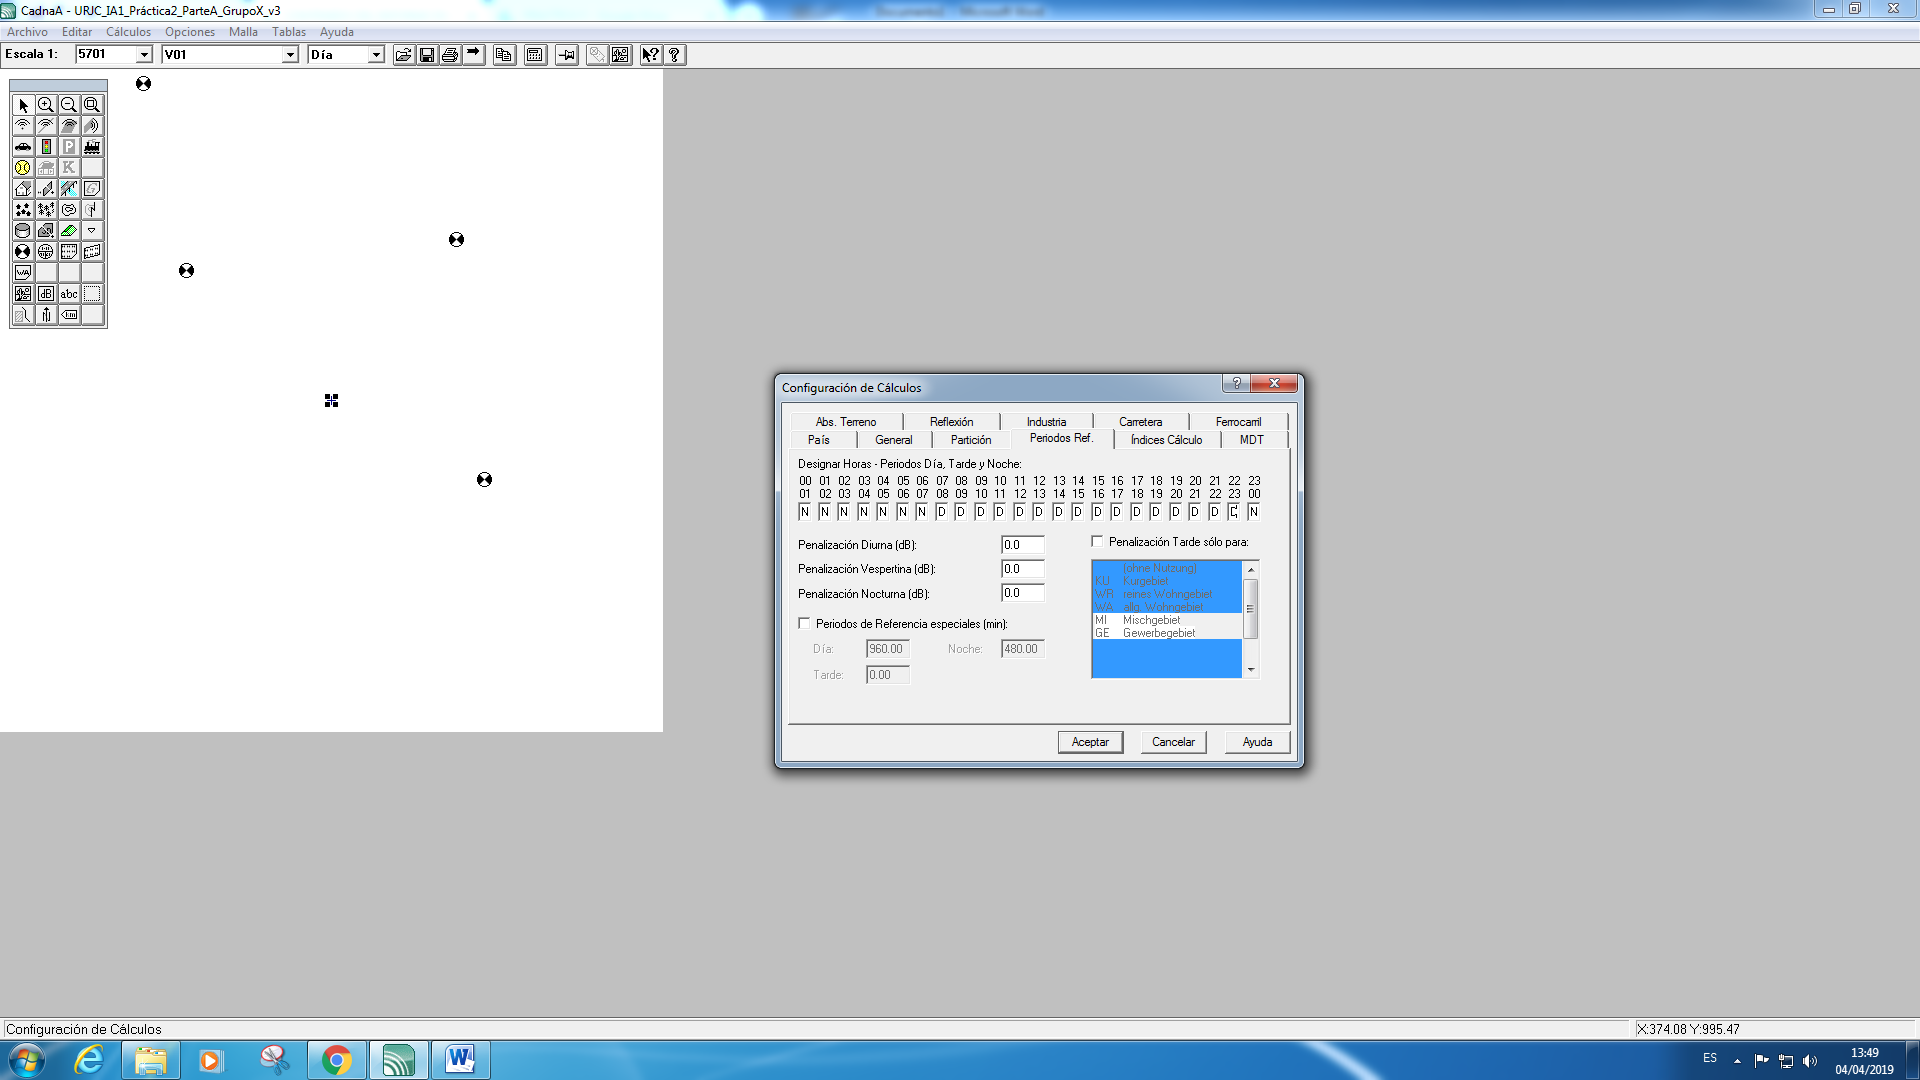 CadnaA - URJC_IA1_Práctica2_ParteA_GrupoX_v3
Archivo Editar Cálculos Opciones Malla Tablas Ayuda
Escala 1: 5701 V01 Día
P
K
WA
dB abc
Configuración de Cálculos
Abs. Terreno Reflexión Industria Carretera Ferrocarril
País General Partición Periodos Ref. Índices Cálculo MDT
Designar Horas - Periodos Día, Tarde y Noche:
00 01 02 03 04 05 06 07 08 09 10 11 12 13 14 15 16 17 18 19 20 21 22 23
01 02 03 04 05 06 07 08 09 10 11 12 13 14 15 16 17 18 19 20 21 22 23 00
N N N N N N N D D D D D D D D D D D D D D D D N
Penalización Diurna (dB): 0.0
Penalización Vespertina (dB): 0.0
Penalización Nocturna (dB): 0.0
Penalización Tarde sólo para:
(ohne Nutzung)
KU Kurgebiet
WR reines Wohngebiet
WA allg. Wohngebiet
MI Mischgebiet
GE Gewerbegebiet
Periodos de Referencia especiales (min):
Día: 960.00 Noche: 480.00
Tarde: 0.00
Aceptar Cancelar Ayuda
Configuración de Cálculos
X:374.08 Y:995.47
ES
13:49
04/04/2019